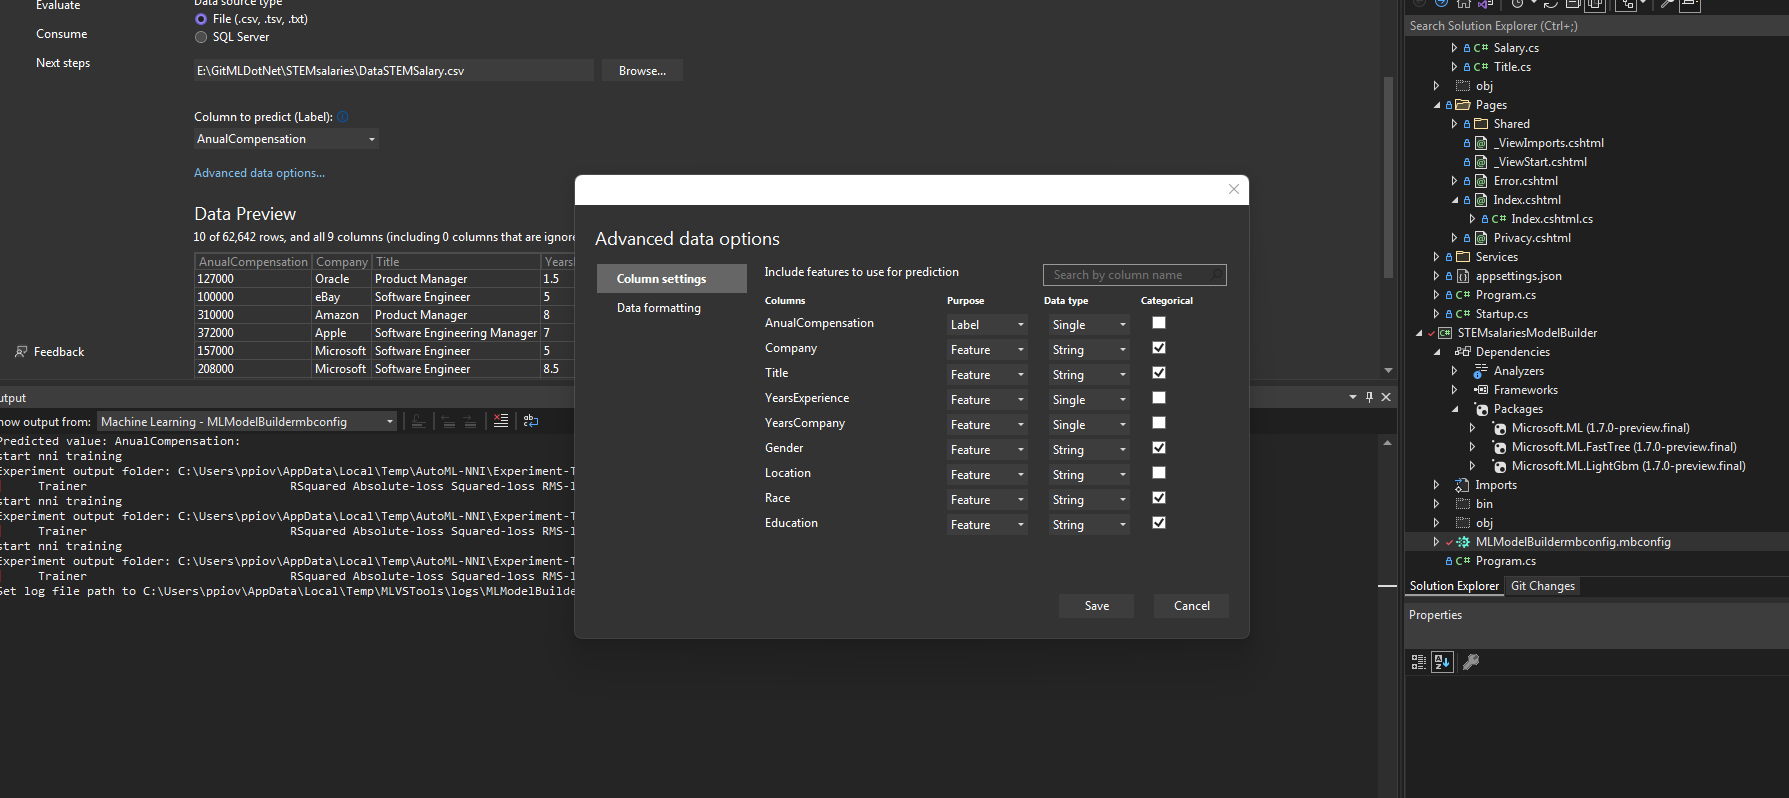 Evaluate
Consume
Next steps
Feedback
Data source type
File (.csv, .tsv, .txt)
SQL Server
E:\GitMLDotNet\STEMsalaries\DataSTEMSalary.csv
Browse...
Column to predict (Label):
AnualCompensation
Advanced data options...
Data Preview
10 of 62,642 rows, and all 9 columns (including 0 columns that are
AnualCompensation Company Title
127000 Oracle Product Manager 1.5
100000 eBay Software Engineer 5
310000 Amazon Product Manager 8
372000 Apple Software Engineering Manager 7
157000 Microsoft Software Engineer 5
208000 Microsoft Software Engineer 8.5
Advanced data options
Column settings
Data formatting
Include features to use for prediction
Search by column name
Columns Purpose Data type Categorical
AnualCompensation Label Single
Company Feature String
Title Feature String
YearsExperience Feature Single
YearsCompany Feature Single
Gender Feature String
Location Feature String
Race Feature String
Education Feature String
Save Cancel
utput
how output from: Machine Learning - MLModelBuildermbconfig
Predicted value: AnualCompensation:
start nni training
Experiment output folder: C:\Users\ppiov\AppData\Local\Temp\AutoML-NNI\Experiment-
| Trainer RSquared Absolute-loss Squared-loss RMS-
start nni training
Experiment output folder: C:\Users\ppiov\AppData\Local\Temp\AutoML-NNI\Experiment-
| Trainer RSquared Absolute-loss Squared-loss RMS-
start nni training
Experiment output folder: C:\Users\ppiov\AppData\Local\Temp\AutoML-NNI\Experiment-
| Trainer RSquared Absolute-loss Squared-loss RMS-
Set log file path to C:\Users\ppiov\AppData\Local\Temp\MLVSTools\logs\MLModelBuilde
Search Solution Explorer (Ctrl+;)
C# Salary.cs
C# Title.cs
obj
Pages
Shared
_ViewImports.cshtml
_ViewStart.cshtml
Error.cshtml
Index.cshtml
C# Index.cshtml.cs
Privacy.cshtml
Services
appsettings.json
C# Program.cs
C# Startup.cs
C# STEMsalariesModelBuilder
Dependencies
Analyzers
Frameworks
Packages
Microsoft.ML (1.7.0-preview.final)
Microsoft.ML.FastTree (1.7.0-preview.final)
Microsoft.ML.LightGbm (1.7.0-preview.final)
Imports
bin
obj
MLModelBuildermbconfig.mbconfig
C# Program.cs
Solution Explorer Git Changes
Properties